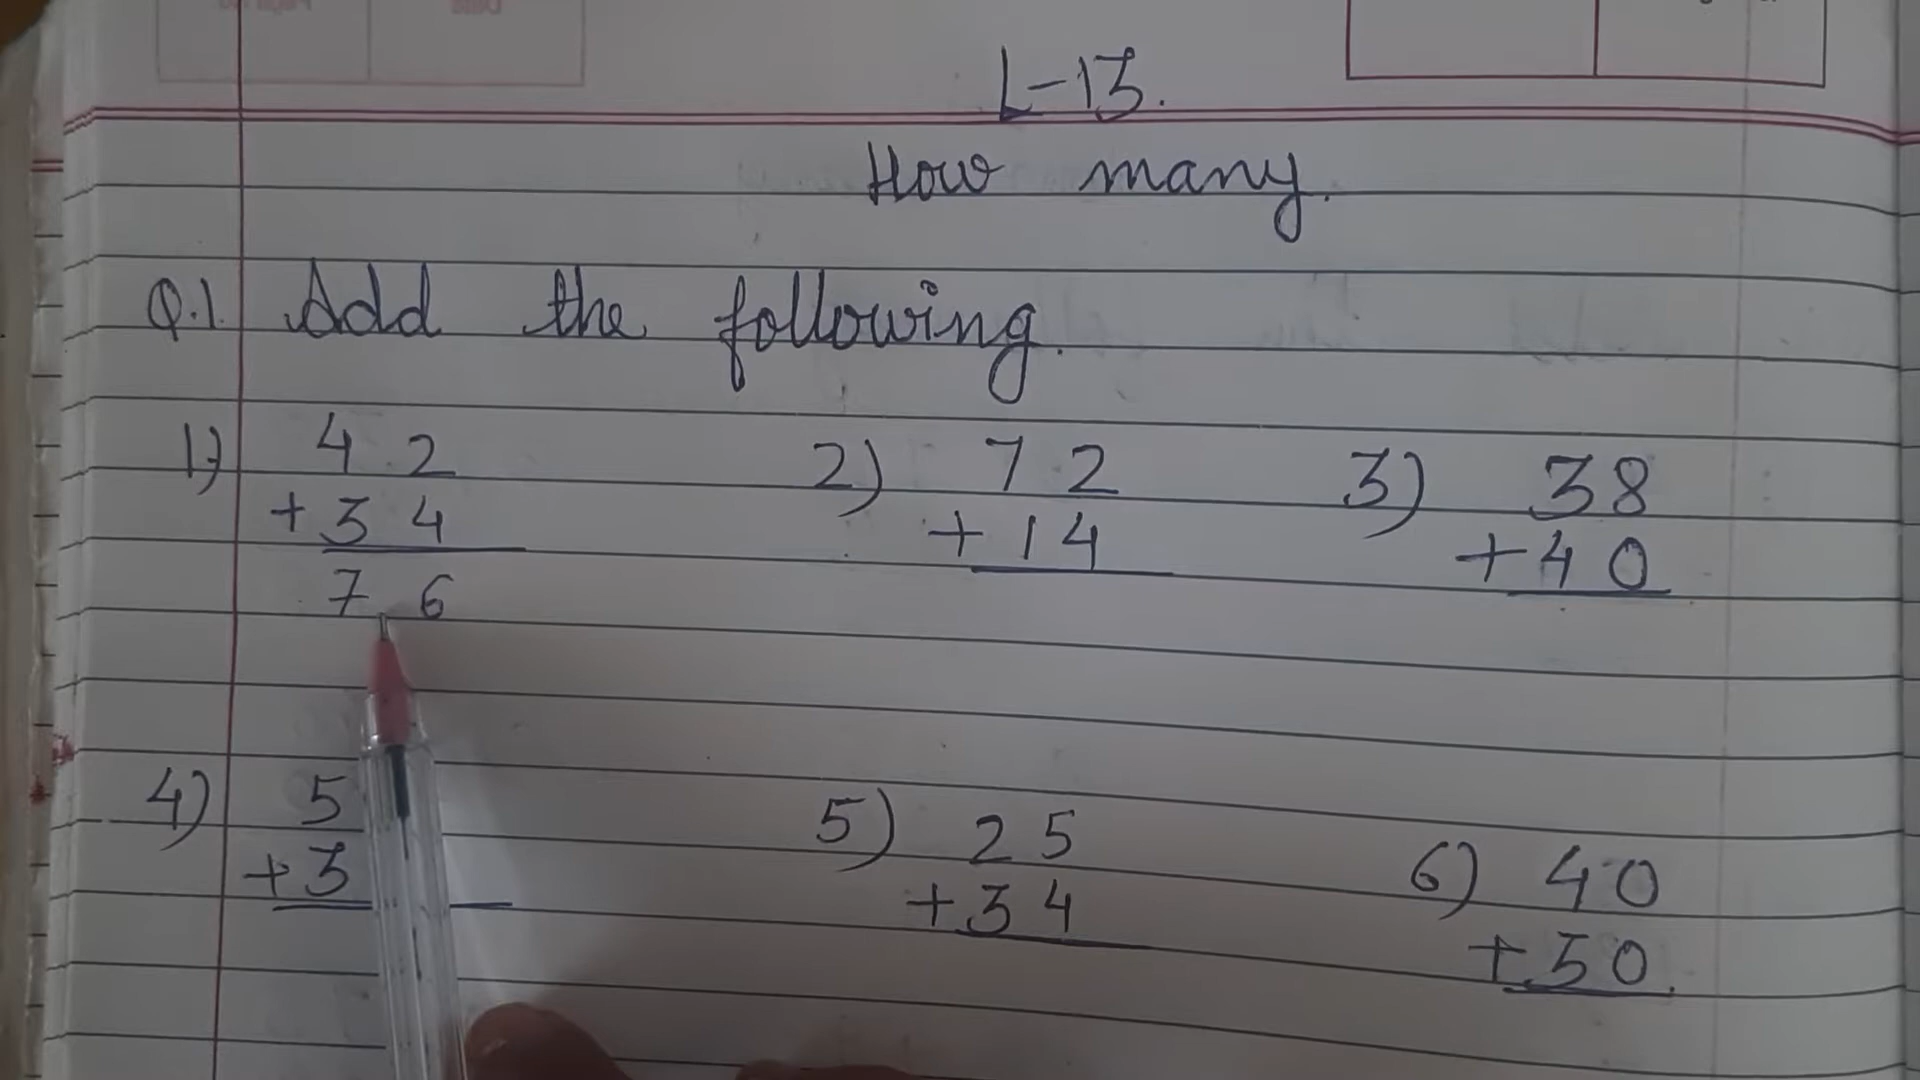 L-13.
How many.
Q.1. Add the following.
1) 42 2) 72 3) 38
+34 +14 +40
76
4) 5 5) 25 6) 40
+3 +34 +50